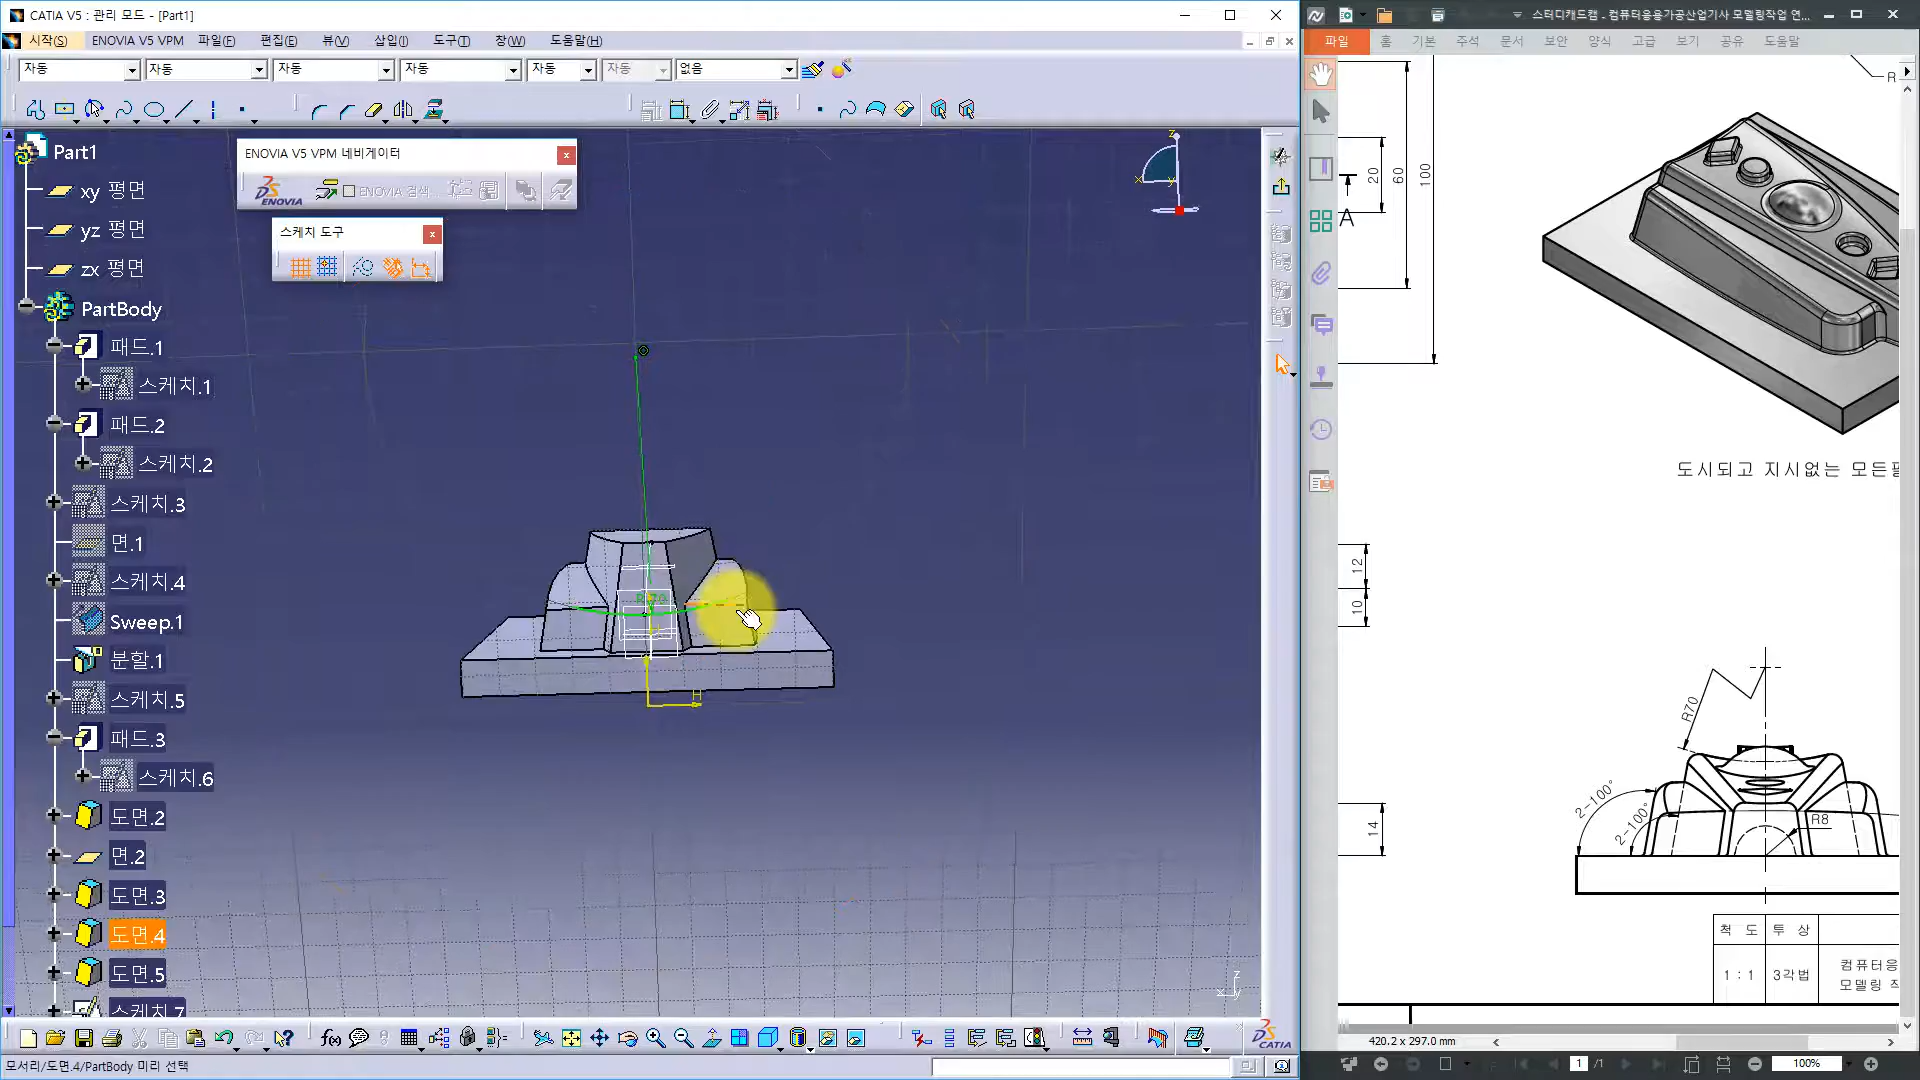 CATIA V5 : 관리 모드 - [Part1]
스터디캐드캠 - 컴퓨터응용가공산업기사 모델링작업 연...
시작(S) ENOVIA V5 VPM 파일(F) 편집(E) 뷰(V) 삽입(I) 도구(T) 창(W) 도움말(H)
파일 홈 기본 주석 문서 보안 양식 고급 보기 공유 도움말
자동 자동 자동 자동 자동 자동 없음
Part1
xy 평면
yz 평면
zx 평면
PartBody
패드.1
스케치.1
패드.2
스케치.2
스케치.3
면.1
스케치.4
Sweep.1
분할.1
스케치.5
패드.3
스케치.6
도면.2
면.2
도면.3
도면.4
도면.5
스케치.7
ENOVIA V5 VPM 네비게이터
ENOVIA
ENOVIA 검색...
스케치 도구
z
x
y
R70
H
z
x y
R
20
60
100
A
도시되고 지시없는 모든필
12
10
14
R70
2-100°
2-100°
R8
척 도
투 상
1 : 1
3각법
컴퓨터응
모델링 작
420.2 x 297.0 mm
1 /1
100%
CATIA
모서리/도면.4/PartBody 미리 선택